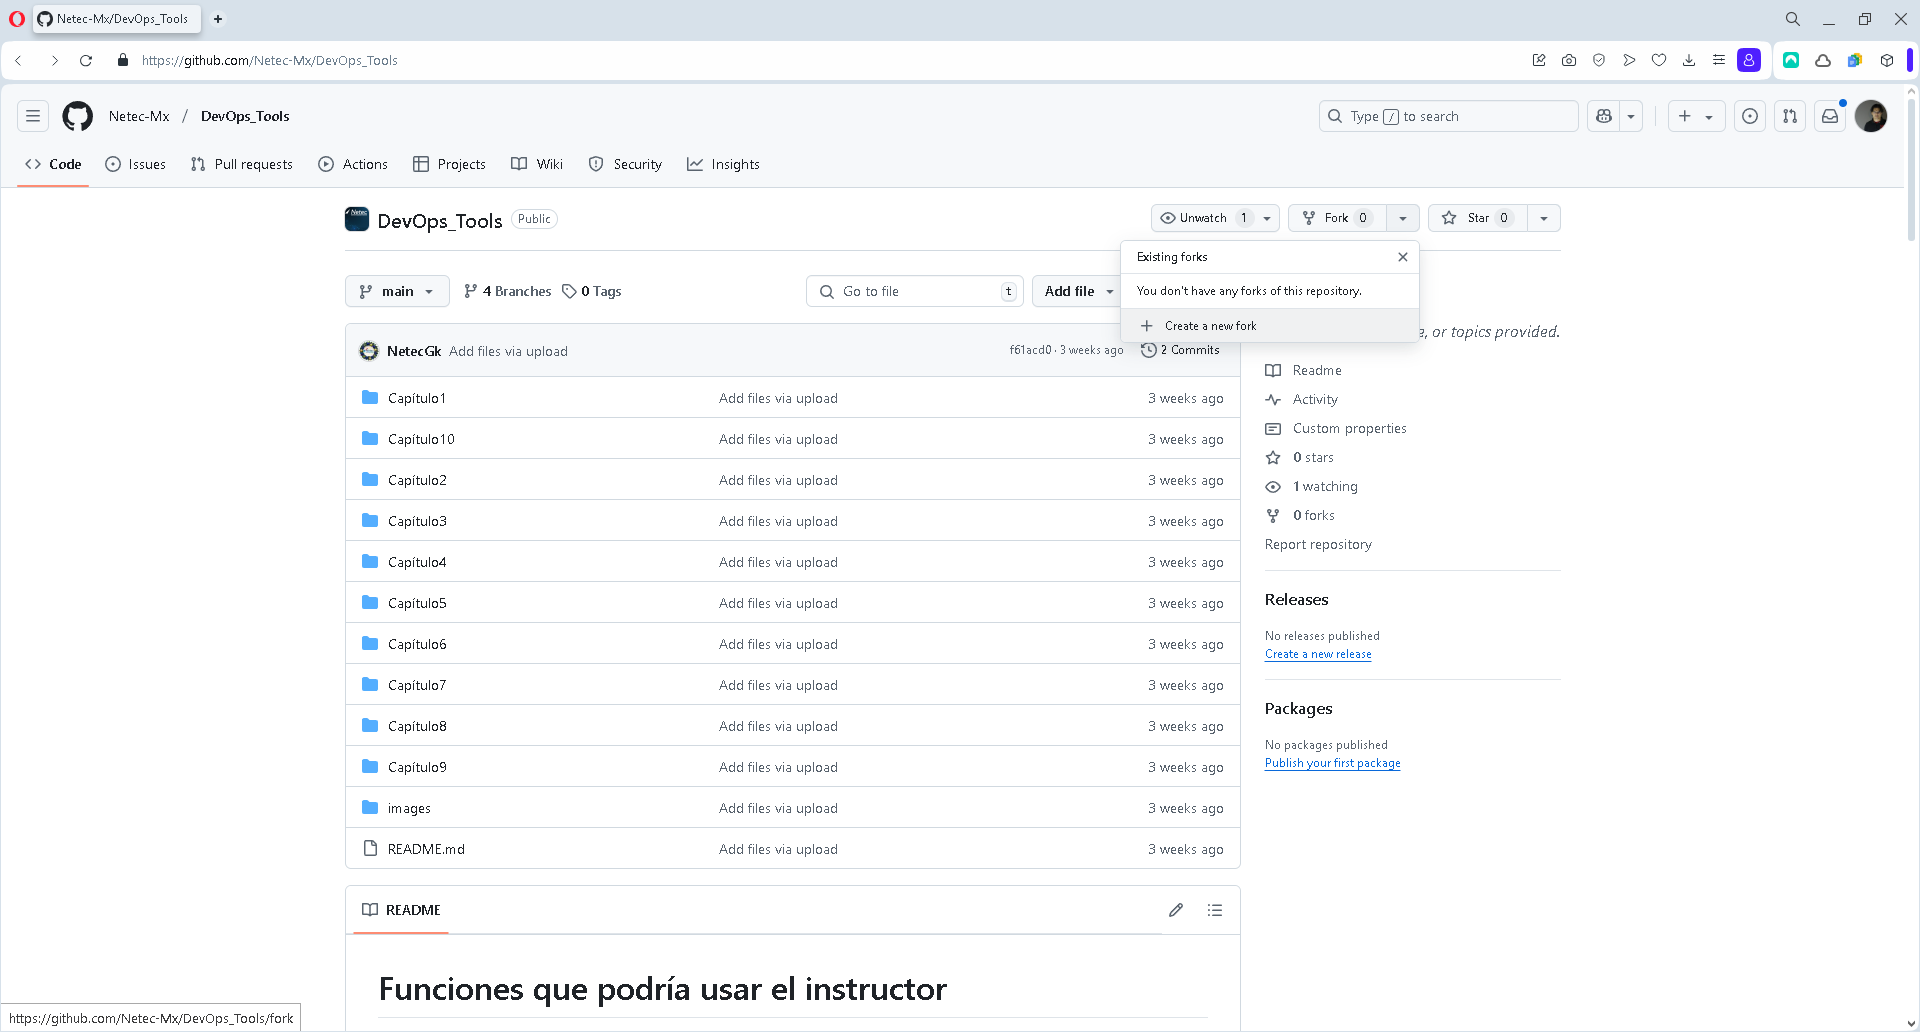 Netec-Mx/DevOps_Tools
https://github.com/Netec-Mx/DevOps_Tools
Netec-Mx / DevOps_Tools
Type / to search
Code
Issues
Pull requests
Actions
Projects
Wiki
Security
Insights
DevOps_Tools
Public
Unwatch 1
Fork 0
Star 0
Existing forks
You don't have any forks of this repository.
Create a new fork
main
4 Branches
0 Tags
Go to file
t
Add file
e, or topics provided.
NetecGk Add files via upload
f61acd0 · 3 weeks ago
2 Commits
Capítulo1 Add files via upload 3 weeks ago
Capítulo10 Add files via upload 3 weeks ago
Capítulo2 Add files via upload 3 weeks ago
Capítulo3 Add files via upload 3 weeks ago
Capítulo4 Add files via upload 3 weeks ago
Capítulo5 Add files via upload 3 weeks ago
Capítulo6 Add files via upload 3 weeks ago
Capítulo7 Add files via upload 3 weeks ago
Capítulo8 Add files via upload 3 weeks ago
Capítulo9 Add files via upload 3 weeks ago
images Add files via upload 3 weeks ago
README.md Add files via upload 3 weeks ago
Readme
Activity
Custom properties
0 stars
1 watching
0 forks
Report repository
Releases
No releases published
Create a new release
Packages
No packages published
Publish your first package
README
Funciones que podría usar el instructor
https://github.com/Netec-Mx/DevOps_Tools/fork